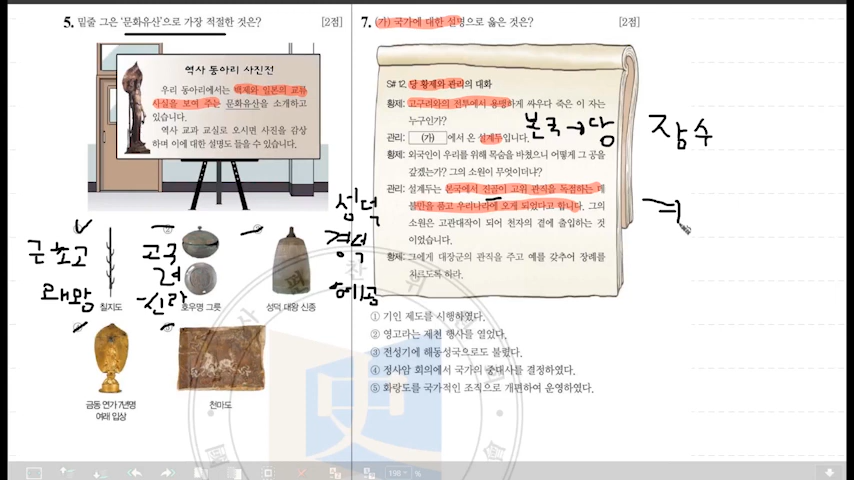 5. 밑줄 그은 '문화유산'으로 가장 적절한 것은? [2점]
역사 동아리 사진전
우리 동아리에서는 백제와 일본의 교류
사실을 보여 주는 문화유산을 소개하고
있습니다.
역사 교과 교실로 오시면 사진을 감상
하며 이에 대한 설명도 들을 수 있습니다.
근초고
왜왕
칠지도
고국
신라
호우명 그릇
성덕
경덕
혜공
성덕 대왕 신종
금동 연가 7년명
여래 입상
천마도
7. (가) 국가에 대한 설명으로 옳은 것은? [2점]
S# 12. 당 황제와 관리의 대화
황제: 고구려와의 전투에서 용맹하게 싸우다 죽은 이 자는
누구인가?
본국→당
잠수
관리: (가) 에서 온 설계두입니다.
황제: 외국인이 우리를 위해 목숨을 바쳤으니 어떻게 그 공을
갚겠는가? 그의 소원이 무엇이더냐?
관리: 설계두는 본국에서 진골이 고위 관직을 독점하는 데
불만을 품고 우리나라에 오게 되었다고 합니다. 그의
소원은 고관대작이 되어 천자의 곁에 출입하는 것
이었습니다.
황제: 그에게 대장군의 관직을 주고 예를 갖추어 장례를
치르도록 하라.
① 기인 제도를 시행하였다.
② 영고라는 제천 행사를 열었다.
③ 전성기에 해동성국으로도 불렸다.
④ 정사암 회의에서 국가의 중대사를 결정하였다.
⑤ 화랑도를 국가적인 조직으로 개편하여 운영하였다.
198 %